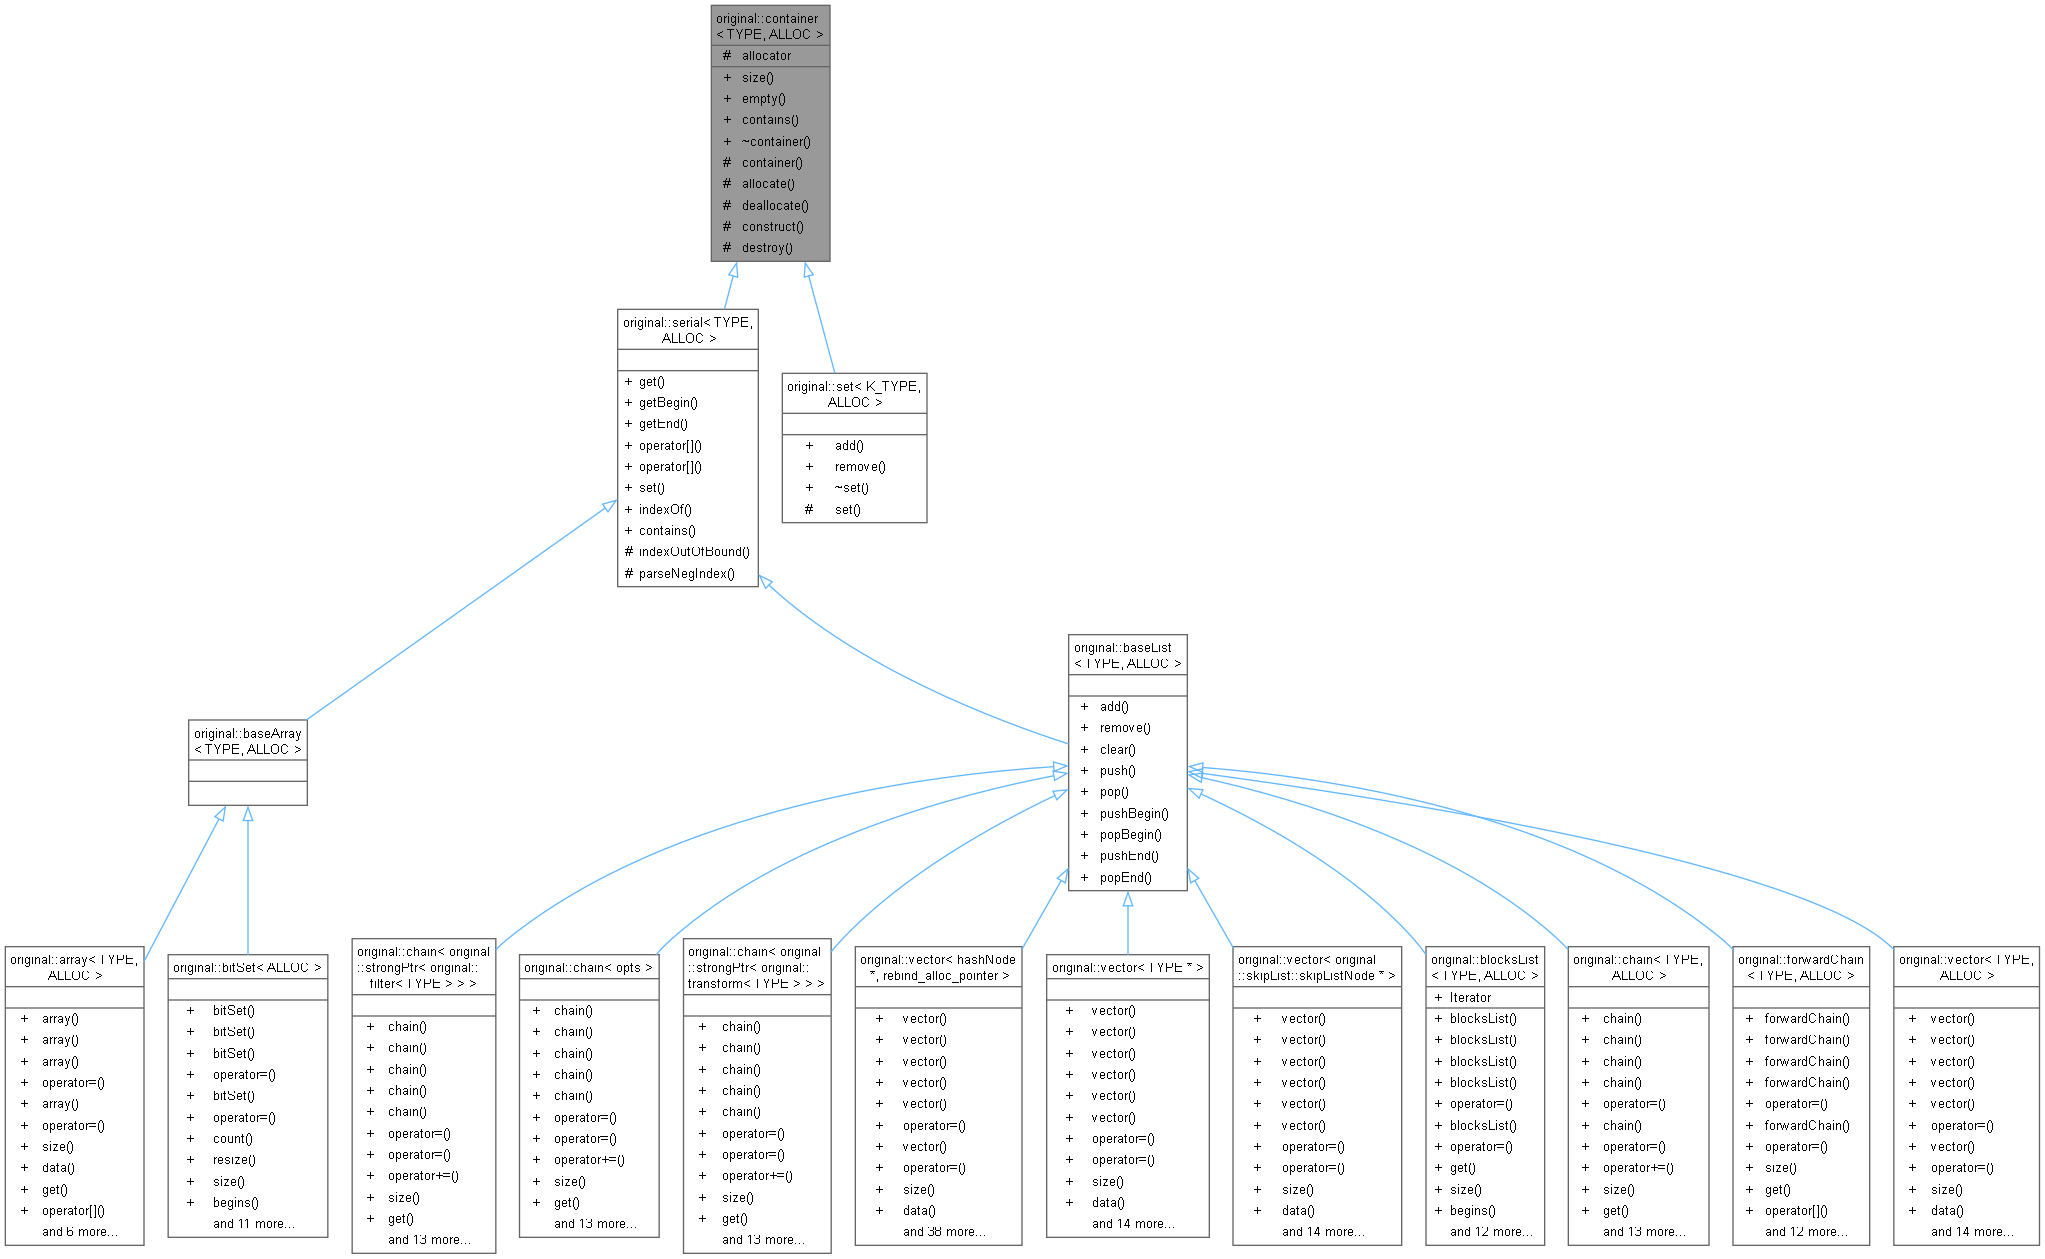 original::container
< TYPE, ALLOC >
# allocator
+ size()
+ empty()
+ contains()
+ ~container()
# container()
# allocate()
# deallocate()
# construct()
# destroy()
original::serial< TYPE,
ALLOC >
+ get()
+ getBegin()
+ getEnd()
+ operator[]()
+ operator[]()
+ set()
+ indexOf()
+ contains()
# indexOutOfBound()
# parseNegIndex()
original::set< K_TYPE,
ALLOC >
+ add()
+ remove()
+ ~set()
# set()
original::baseList
< TYPE, ALLOC >
+ add()
+ remove()
+ clear()
+ push()
+ pop()
+ pushBegin()
+ popBegin()
+ pushEnd()
+ popEnd()
original::baseArray
< TYPE, ALLOC >
original::array< TYPE,
ALLOC >
+ array()
+ array()
+ array()
+ operator=()
+ array()
+ operator=()
+ size()
+ data()
+ get()
+ operator[]()
and 6 more...
original::bitSet< ALLOC >
+ bitSet()
+ bitSet()
+ bitSet()
+ operator=()
+ bitSet()
+ operator=()
+ count()
+ resize()
+ size()
+ begins()
and 11 more...
original::chain< original
::strongPtr< original::
filter< TYPE > > >
+ chain()
+ chain()
+ chain()
+ chain()
+ chain()
+ operator=()
+ operator=()
+ operator+=()
+ size()
+ get()
and 13 more...
original::chain< opts >
+ chain()
+ chain()
+ chain()
+ chain()
+ chain()
+ operator=()
+ operator=()
+ operator+=()
+ size()
+ get()
and 13 more...
original::chain< original
::strongPtr< original::
transform< TYPE > > >
+ chain()
+ chain()
+ chain()
+ chain()
+ chain()
+ operator=()
+ operator=()
+ operator+=()
+ size()
+ get()
and 13 more...
original::vector< hashNode
*, rebind_alloc_pointer >
+ vector()
+ vector()
+ vector()
+ vector()
+ vector()
+ operator=()
+ vector()
+ operator=()
+ size()
+ data()
and 38 more...
original::vector< TYPE * >
+ vector()
+ vector()
+ vector()
+ vector()
+ vector()
+ vector()
+ operator=()
+ operator=()
+ size()
+ data()
and 14 more...
original::vector< original
::skipList::skipListNode * >
+ vector()
+ vector()
+ vector()
+ vector()
+ vector()
+ vector()
+ operator=()
+ operator=()
+ size()
+ data()
and 14 more...
original::blocksList
< TYPE, ALLOC >
+ Iterator
+ blocksList()
+ blocksList()
+ blocksList()
+ blocksList()
+ operator=()
+ blocksList()
+ operator=()
+ get()
+ size()
+ begins()
and 12 more...
original::chain< TYPE,
ALLOC >
+ chain()
+ chain()
+ chain()
+ chain()
+ operator=()
+ chain()
+ operator=()
+ operator+=()
+ size()
+ get()
and 13 more...
original::forwardChain
< TYPE, ALLOC >
+ forwardChain()
+ forwardChain()
+ forwardChain()
+ forwardChain()
+ operator=()
+ forwardChain()
+ operator=()
+ size()
+ get()
+ operator[]()
and 12 more...
original::vector< TYPE,
ALLOC >
+ vector()
+ vector()
+ vector()
+ vector()
+ vector()
+ operator=()
+ vector()
+ operator=()
+ size()
+ data()
and 14 more...